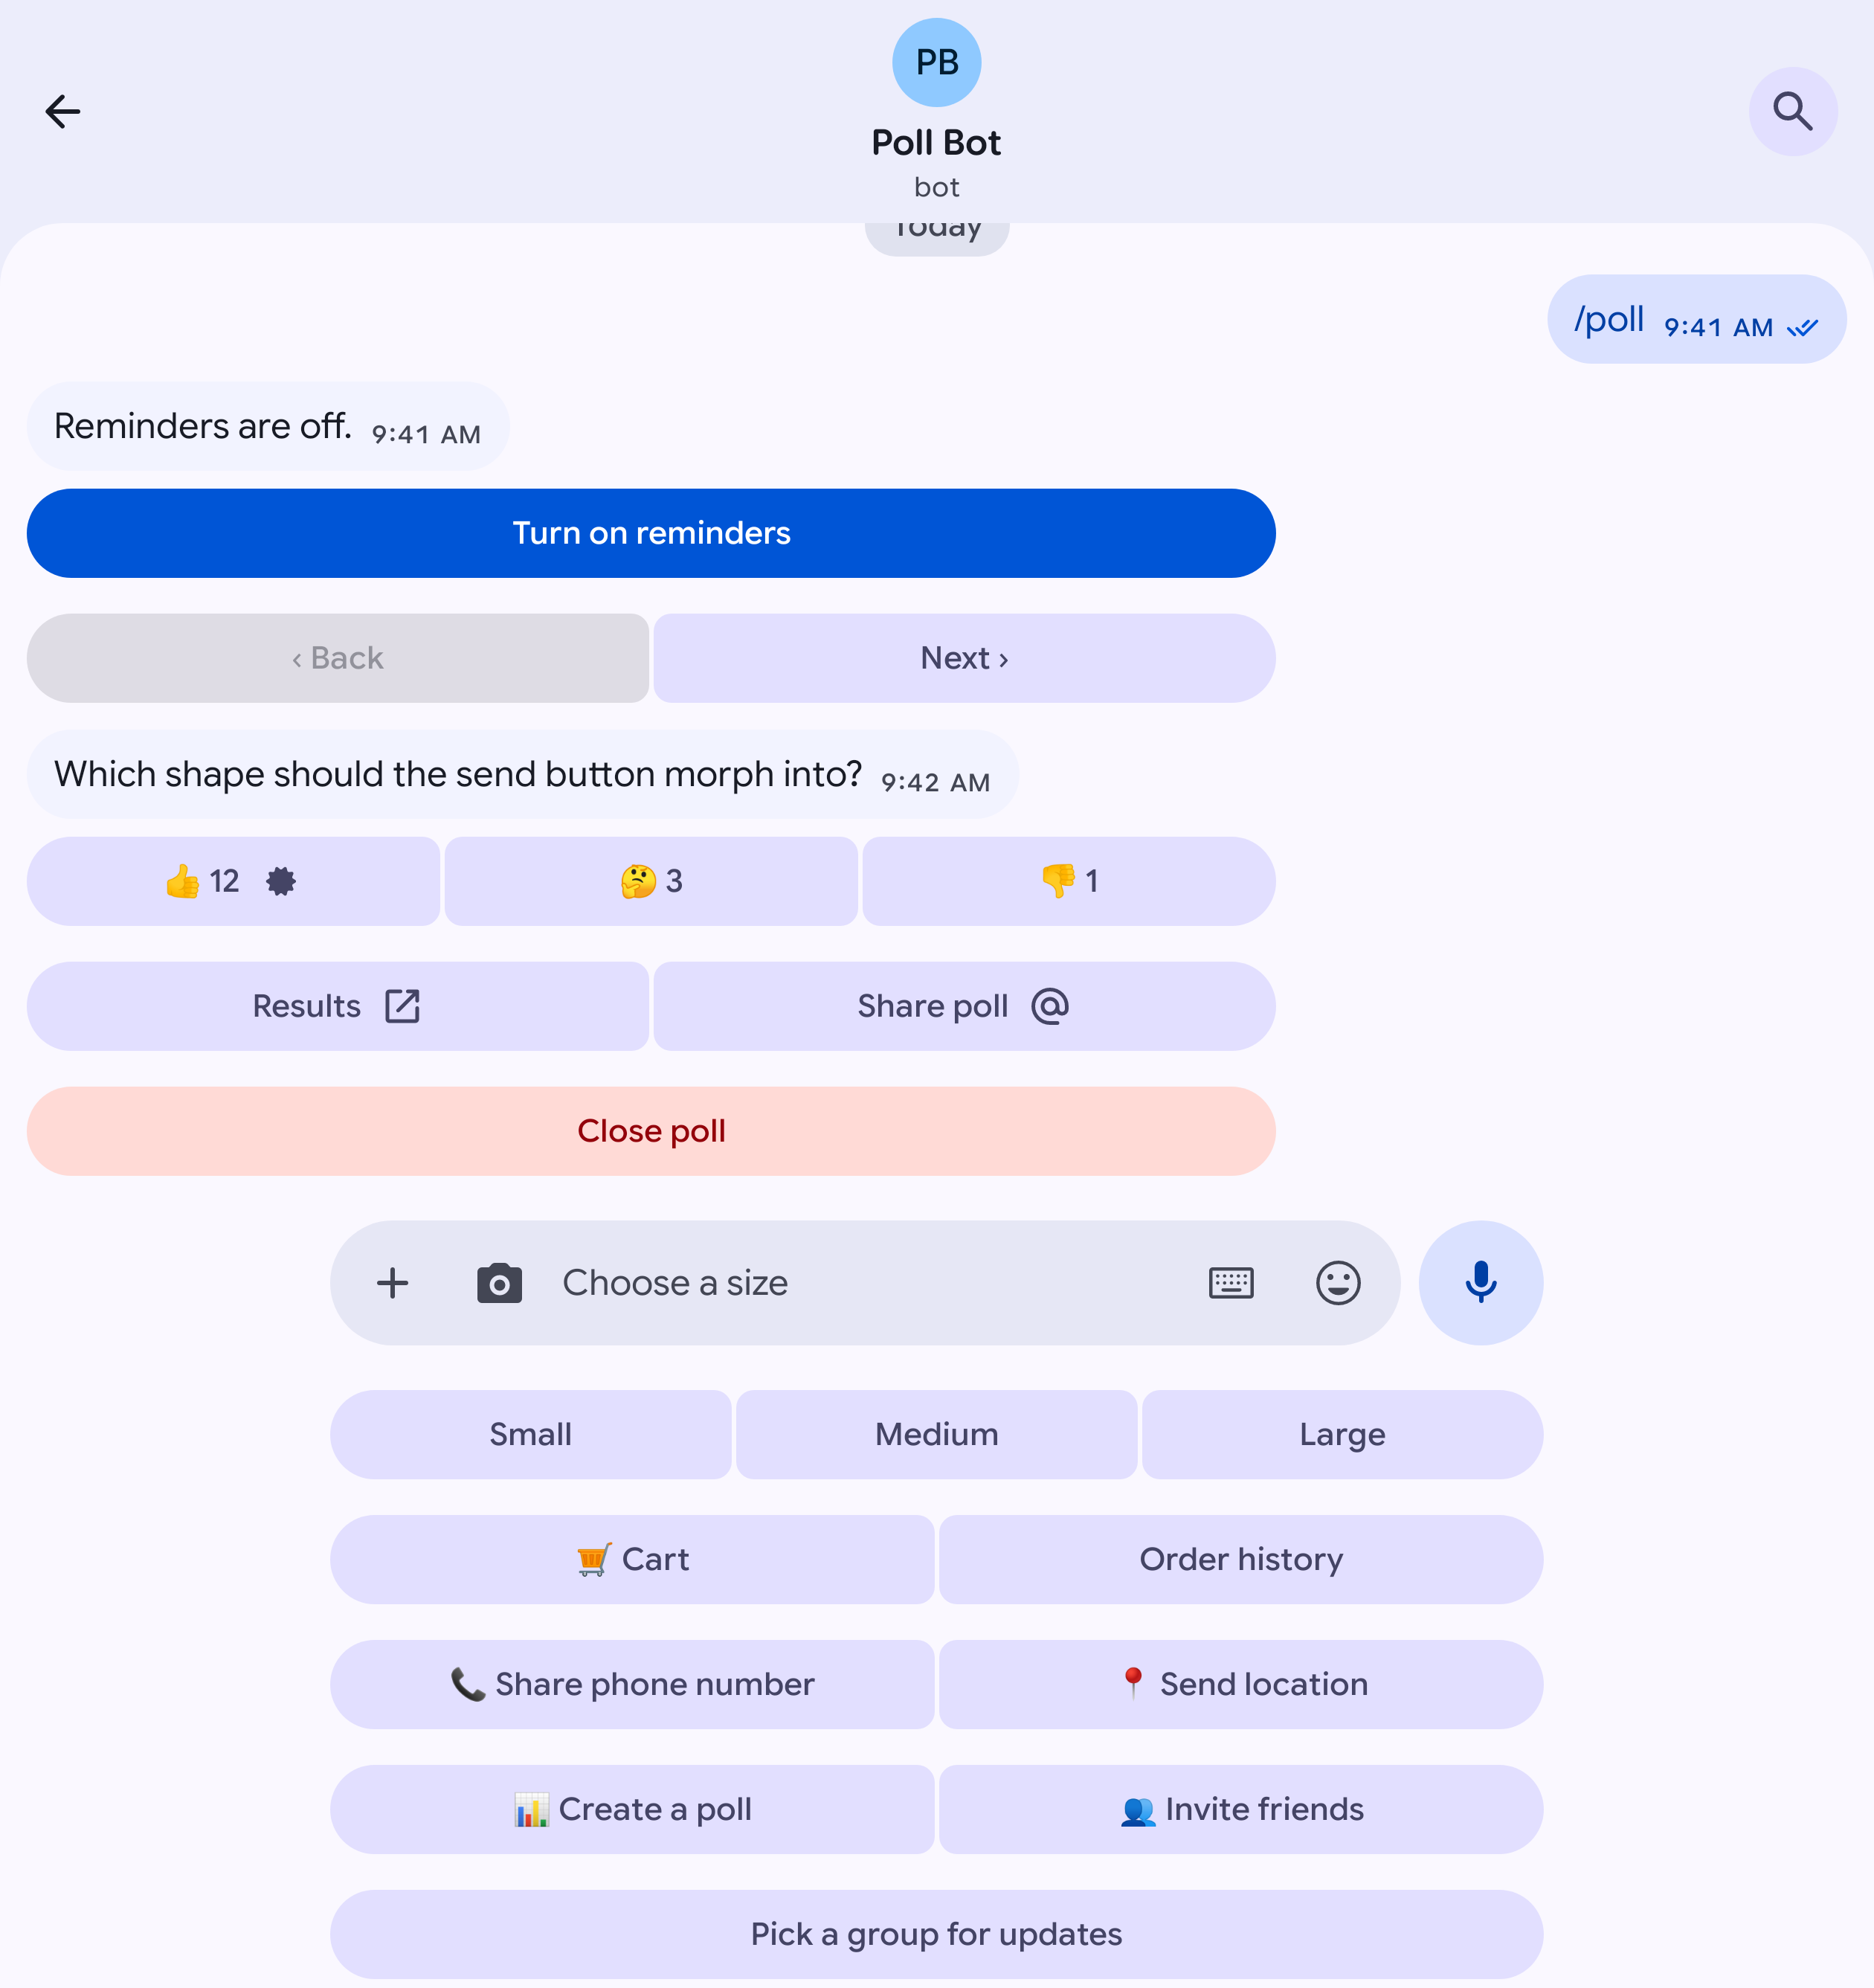 PB
Poll Bot
bot
Today
/poll 9:41 AM
Reminders are off. 9:41 AM
Turn on reminders
‹ Back
Next ›
Which shape should the send button morph into? 9:42 AM
👍 12
🤔 3
👎 1
Results
Share poll
Close poll
Choose a size
Small
Medium
Large
🛒 Cart
Order history
📞 Share phone number
📍 Send location
📊 Create a poll
👥 Invite friends
Pick a group for updates